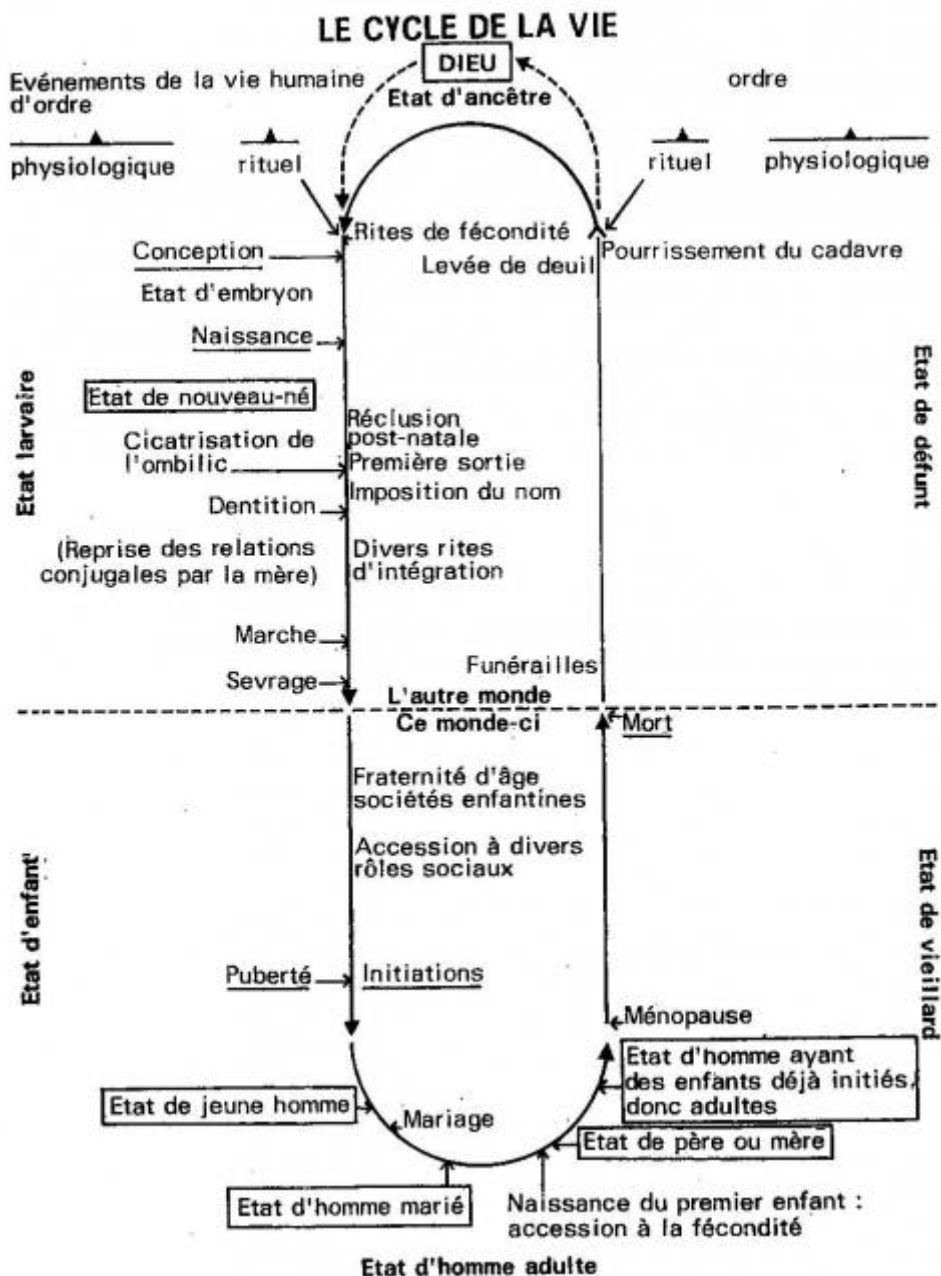 LE CYCLE DE LA VIE
DIEU
Evénements de la vie humaine
d'ordre
ordre
Etat d'ancêtre
physiologique
rituel
rituel
physiologique
Rites de fécondité
Conception
Levée de deuil
Pourrissement du cadavre
Etat d'embryon
Naissance
Etat larvaire
Etat de défunt
Etat de nouveau-né
Réclusion
post-natale
Cicatrisation de
l'ombilic
Première sortie
Imposition du nom
Dentition
(Reprise des relations
conjugales par la mère)
Divers rites
d'intégration
Marche
Funérailles
Sevrage
L'autre monde
Ce monde-ci
Mort
Fraternité d'âge
sociétés enfantines
Accession à divers
rôles sociaux
Etat d'enfant'
Etat de vieillard
Puberté
Initiations
Ménopause
Etat d'homme ayant
des enfants déjà initiés,
donc adultes
Etat de jeune homme
Mariage
Etat de père ou mère
Etat d'homme marié
Naissance du premier enfant :
accession à la fécondité
Etat d'homme adulte